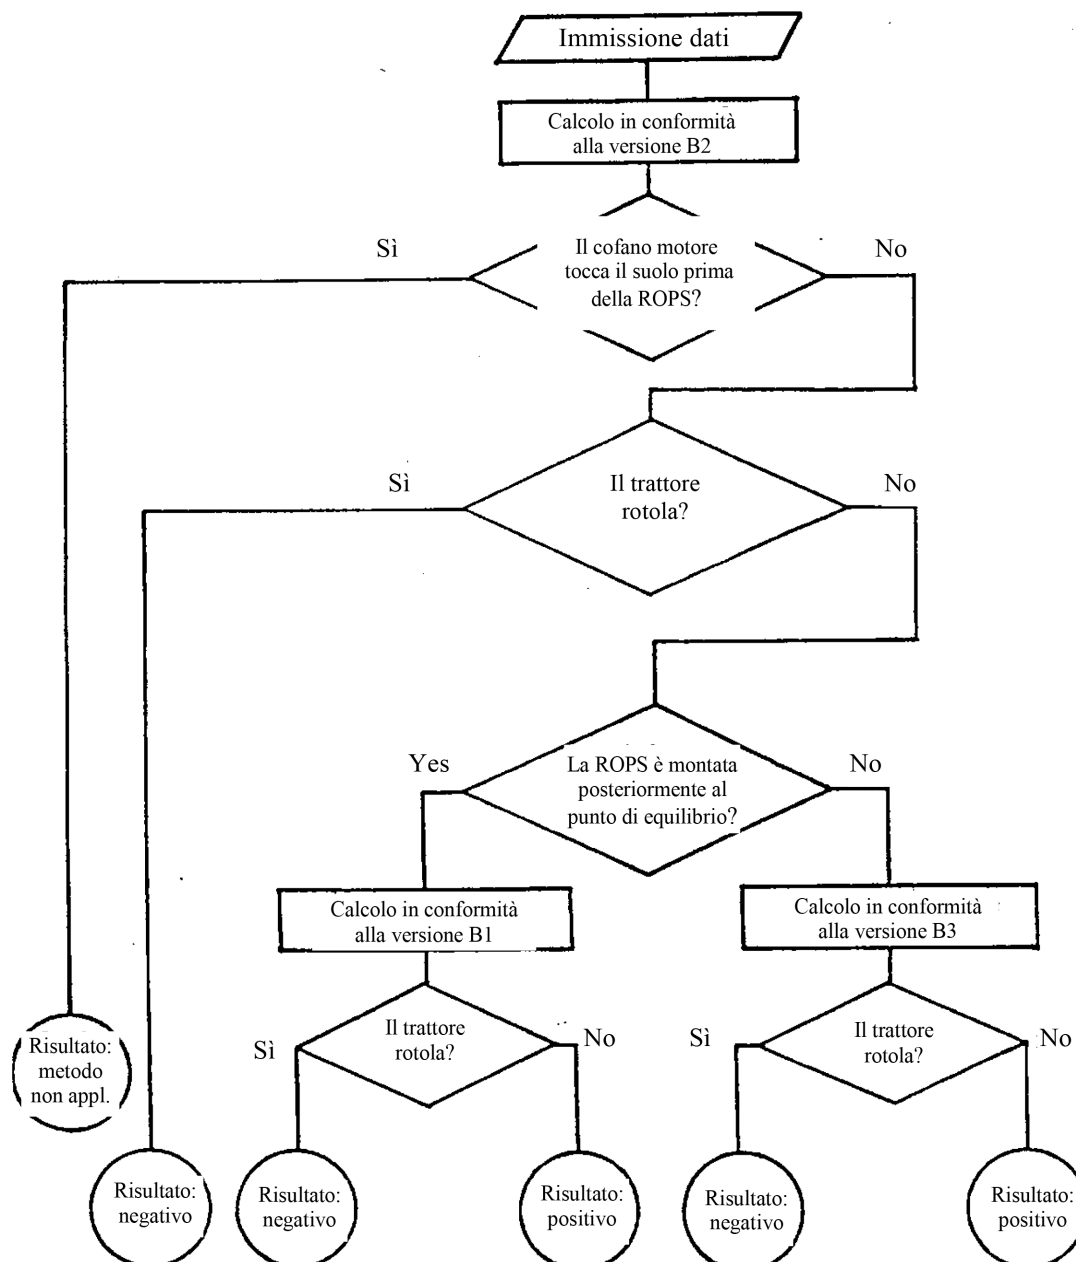 Immissione dati
Calcolo in conformità
alla versione B2
Sì
Il cofano motore
tocca il suolo prima
della ROPS?
No
Sì
Il trattore
rotola?
No
Yes
La ROPS è montata
posteriormente al
punto di equilibrio?
No
Calcolo in conformità
alla versione B1
Calcolo in conformità
alla versione B3
Sì
Il trattore
rotola?
No
Sì
Il trattore
rotola?
No
Risultato:
metodo
non appl.
Risultato:
negativo
Risultato:
negativo
Risultato:
positivo
Risultato:
negativo
Risultato:
positivo